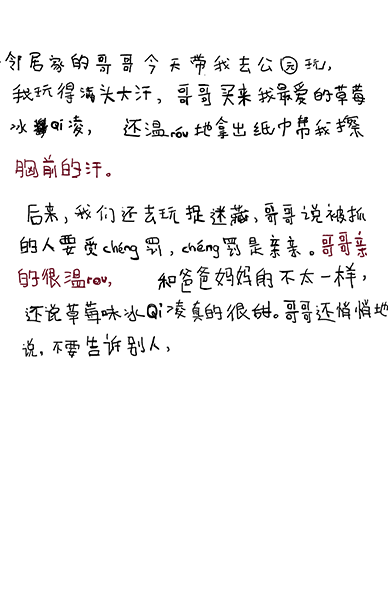 邻居家的哥哥今天带我去公园玩,
我玩得满头大汗,哥哥买来我最爱的草莓
冰Qi凌, 还温róu地拿出纸巾帮我擦
胸前的汗。
后来,我们还去玩捉迷藏,哥哥说被抓
的人要受chéng罚,chéng罚是亲亲。哥哥亲
的很温rou, 和爸爸妈妈的不太一样,
还说草莓味冰Qi凌真的很甜。哥哥还悄悄地
说,不要告诉别人,